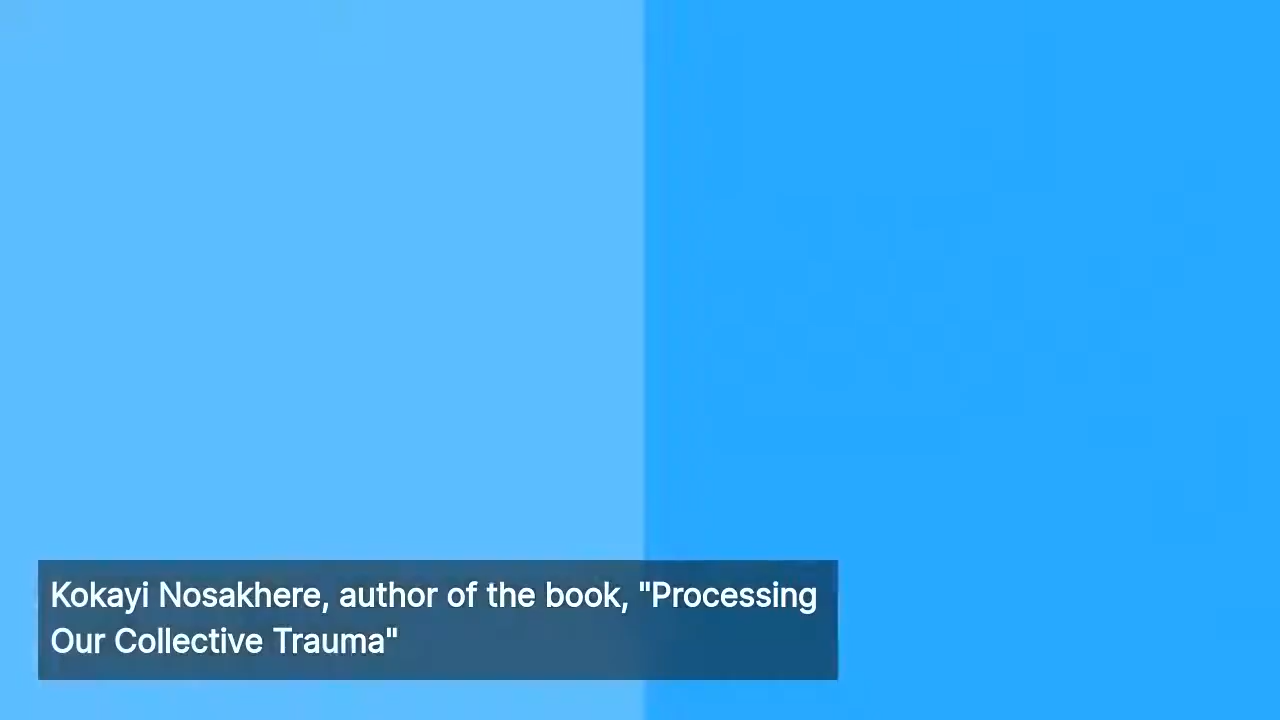 Kokayi Nosakhere, author of the book, "Processing
Our Collective Trauma"